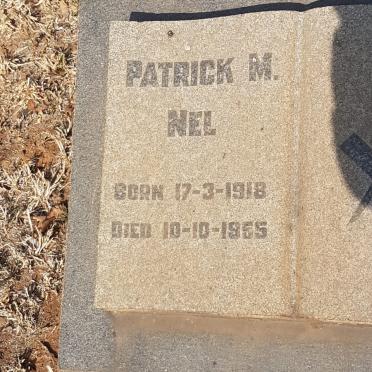 PATRICK M.
NEL
BORN 17-3-1918
DIED 10-10-1965